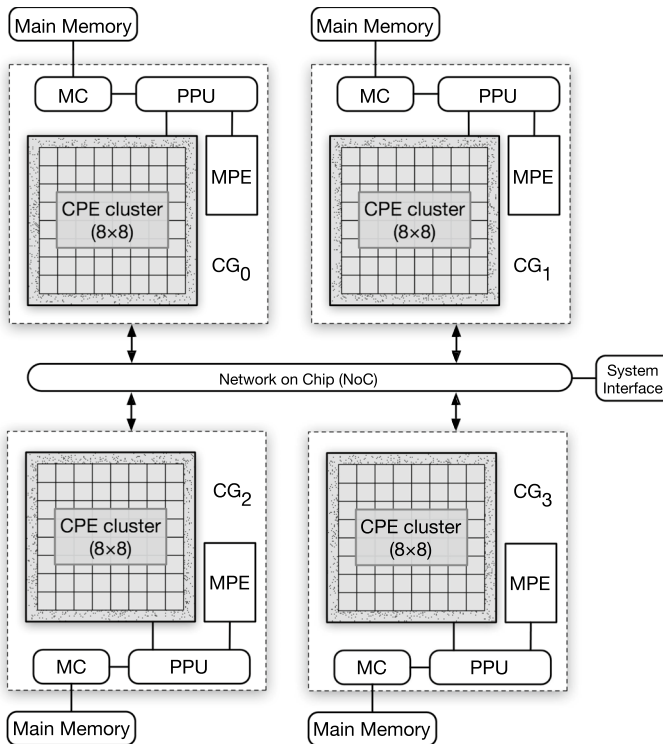 Main Memory
MC
PPU
MPE
CPE cluster
(8×8)
CG0
Main Memory
MC
PPU
MPE
CPE cluster
(8×8)
CG1
Network on Chip (NoC)
System
Interface
CPE cluster
(8×8)
CG2
MPE
MC
PPU
Main Memory
CPE cluster
(8×8)
CG3
MPE
MC
PPU
Main Memory